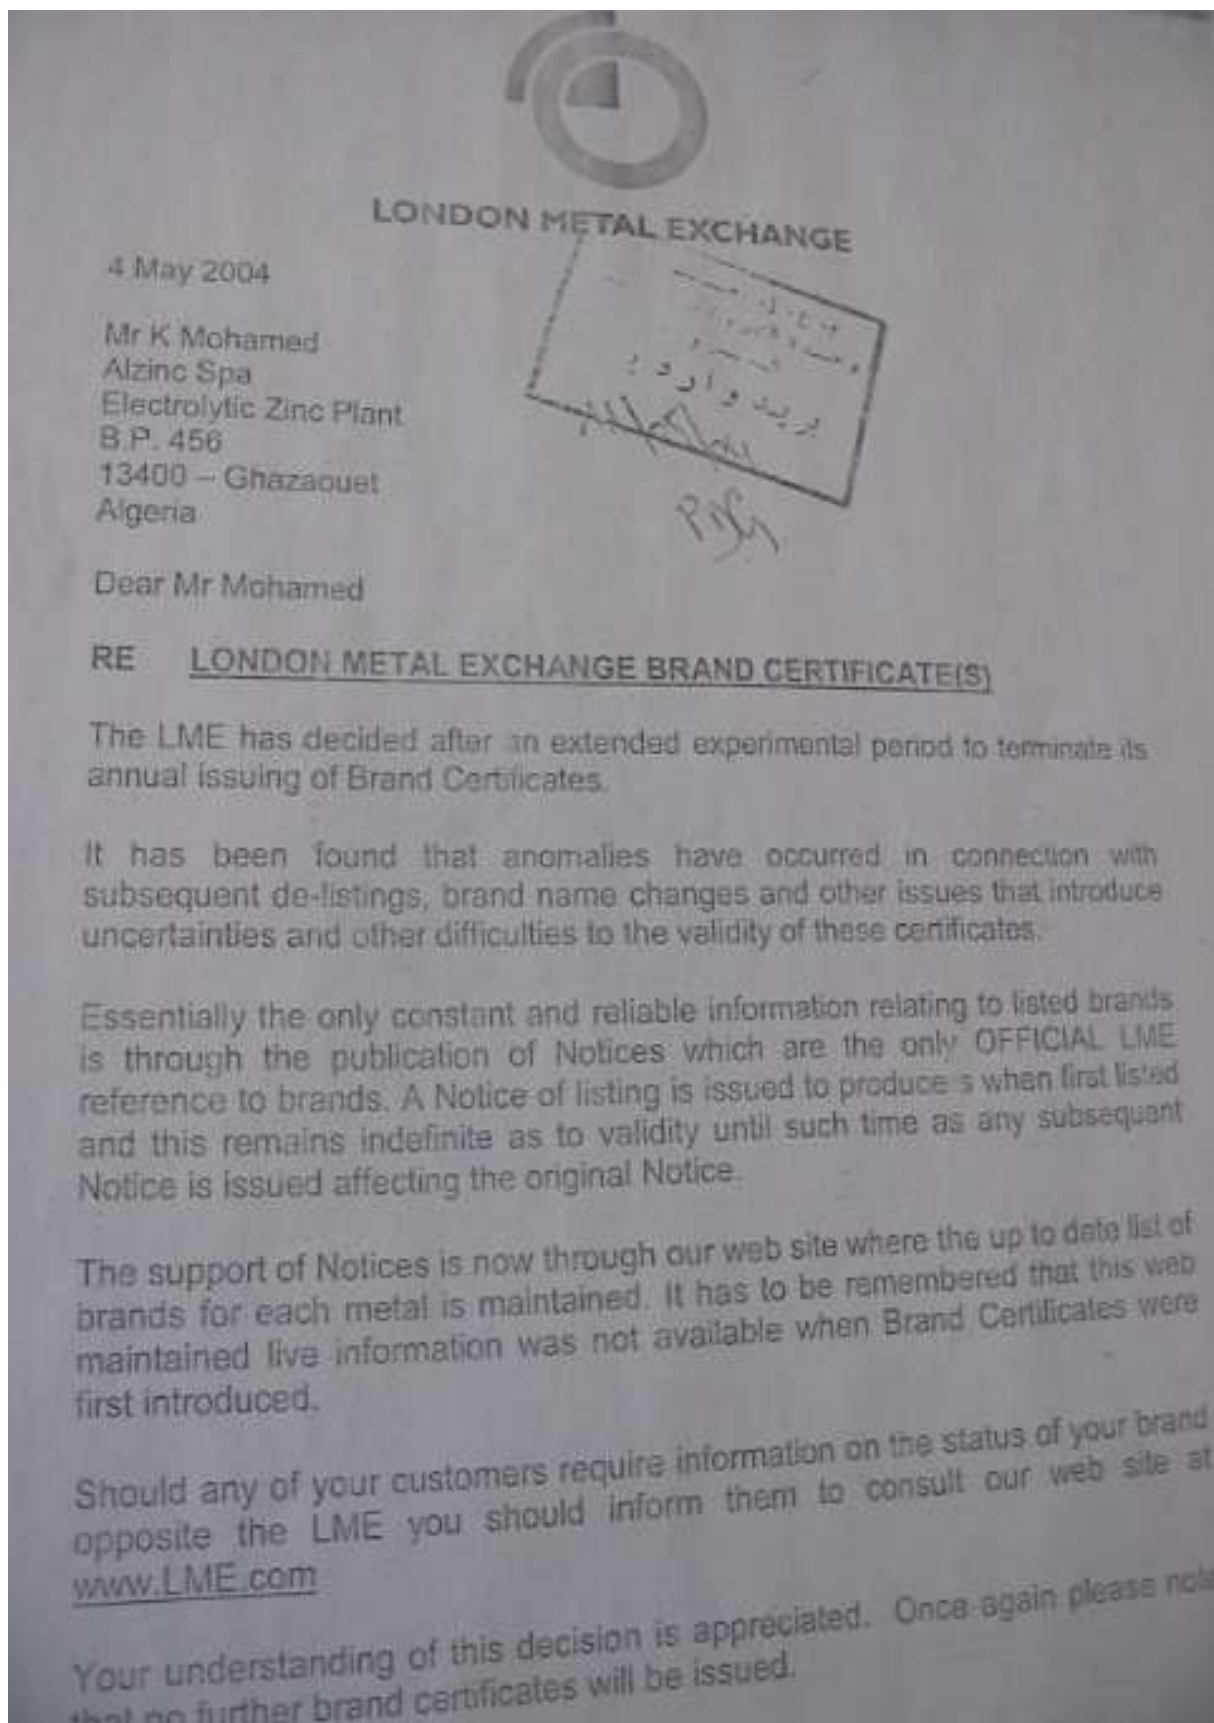 LONDON METAL EXCHANGE
4 May 2004
بريد وارد
Mr K Mohamed
Alzinc Spa
Electrolytic Zinc Plant
B.P. 456
13400 – Ghazaouet
Algeria
Dear Mr Mohamed
RE LONDON METAL EXCHANGE BRAND CERTIFICATE(S)
The LME has decided after an extended experimental period to terminate its
annual issuing of Brand Certificates.
It has been found that anomalies have occurred in connection with
subsequent de-listings, brand name changes and other issues that introduce
uncertainties and other difficulties to the validity of these certificates.
Essentially the only constant and reliable information relating to listed brands
is through the publication of Notices which are the only OFFICIAL LME
reference to brands. A Notice of listing is issued to produce s when first listed
and this remains indefinite as to validity until such time as any subsequent
Notice is issued affecting the original Notice.
The support of Notices is now through our web site where the up to date list of
brands for each metal is maintained. It has to be remembered that this web
maintained live information was not available when Brand Certificates were
first introduced.
Should any of your customers require information on the status of your brand
opposite the LME you should inform them to consult our web site at
www.LME.com
Your understanding of this decision is appreciated. Once again please note
that no further brand certificates will be issued.